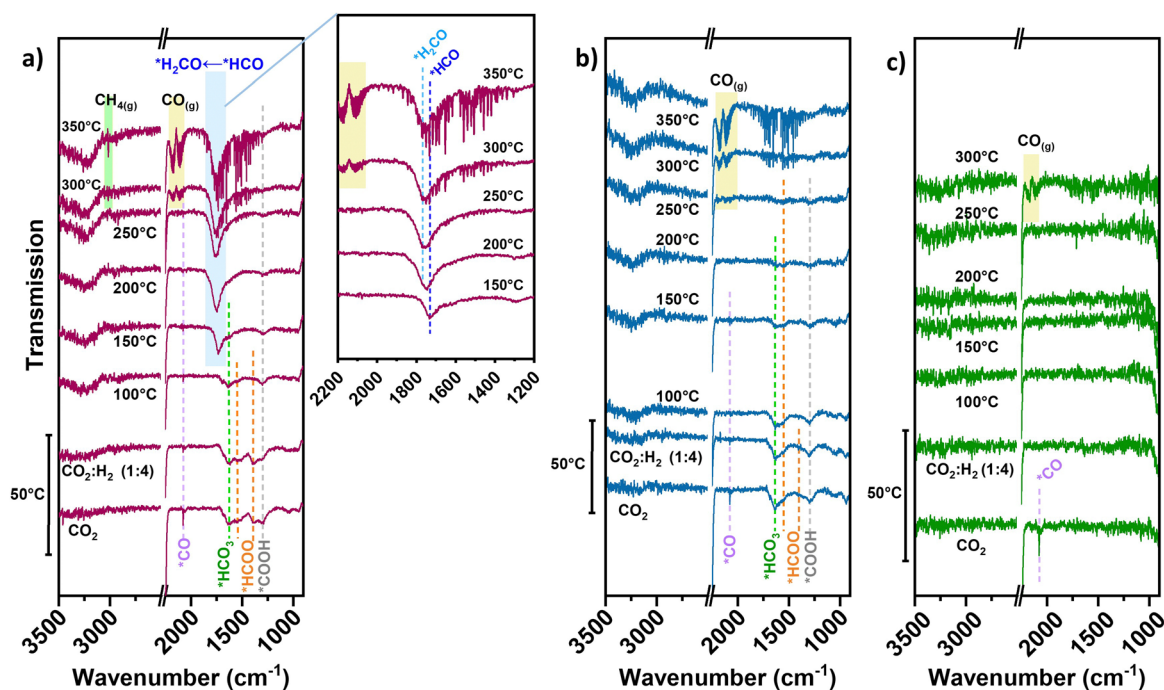 a)
*H₂CO←*HCO
CH₄₍g₎
CO₍g₎
350°C
300°C
250°C
200°C
150°C
100°C
CO₂:H₂ (1:4)
50°C
CO₂
*CO
*HCO₃
*HCOO
*COOH
3500
3000
2000
1500
1000
Wavenumber (cm⁻¹)
Transmission
*H₂CO
*HCO
350°C
300°C
250°C
200°C
150°C
2200
2000
1800
1600
1400
1200
b)
CO₍g₎
350°C
300°C
250°C
200°C
150°C
100°C
CO₂:H₂ (1:4)
50°C
CO₂
*CO
*HCO₃
*HCOO
*COOH
3500
3000
2000
1500
1000
Wavenumber (cm⁻¹)
c)
CO₍g₎
300°C
250°C
200°C
150°C
100°C
CO₂:H₂ (1:4)
50°C
*CO
CO₂
3500
3000
2000
1500
1000
Wavenumber (cm⁻¹)